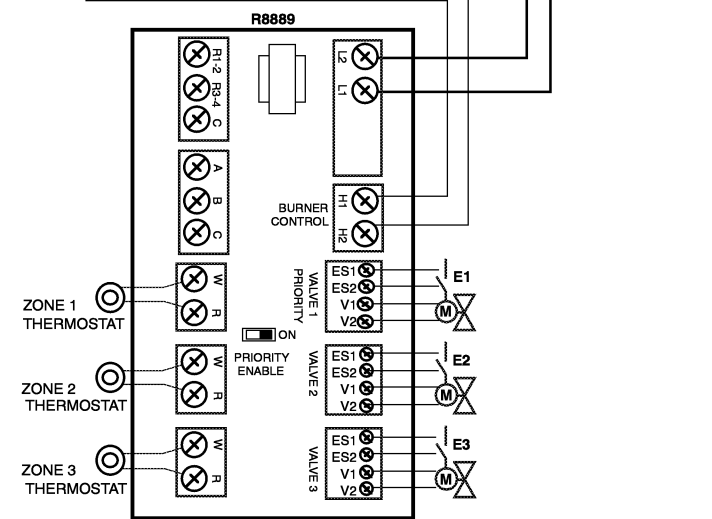 R8889
R1-2
R3-4
C
L2
L1
A
B
C
BURNER
CONTROL
H1
H2
ZONE 1
THERMOSTAT
W
R
VALVE 1
PRIORITY
ES1
ES2
V1
V2
E1
M
ON
PRIORITY
ENABLE
ZONE 2
THERMOSTAT
W
R
VALVE 2
ES1
ES2
V1
V2
E2
M
ZONE 3
THERMOSTAT
W
R
VALVE 3
ES1
ES2
V1
V2
E3
M